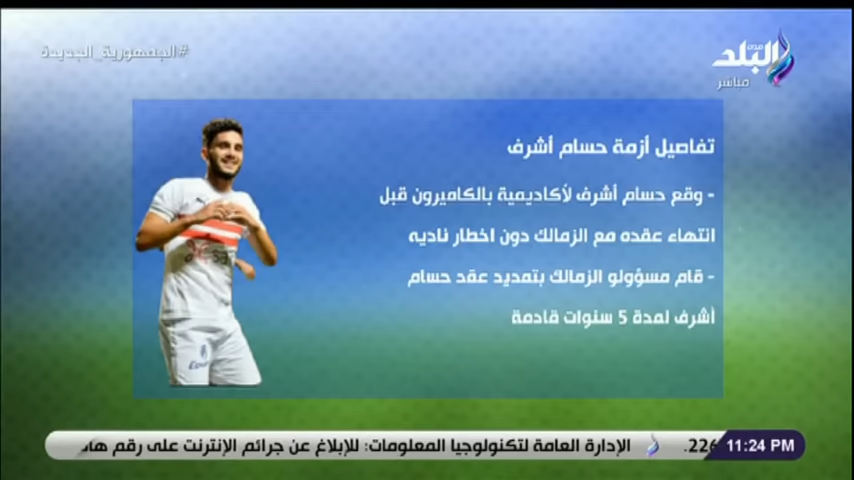 #الجمهورية_الجديدة
صدى
البلد
مباشر
تفاصيل أزمة حسام أشرف
- وقع حسام أشرف لأكاديمية بالكاميرون قبل
انتهاء عقده مع الزمالك دون اخطار ناديه
- قام مسؤولو الزمالك بتمديد عقد حسام
أشرف لمدة 5 سنوات قادمة
11:24 PM
226. الإدارة العامة لتكنولوجيا المعلومات: للإبلاغ عن جرائم الإنترنت على رقم